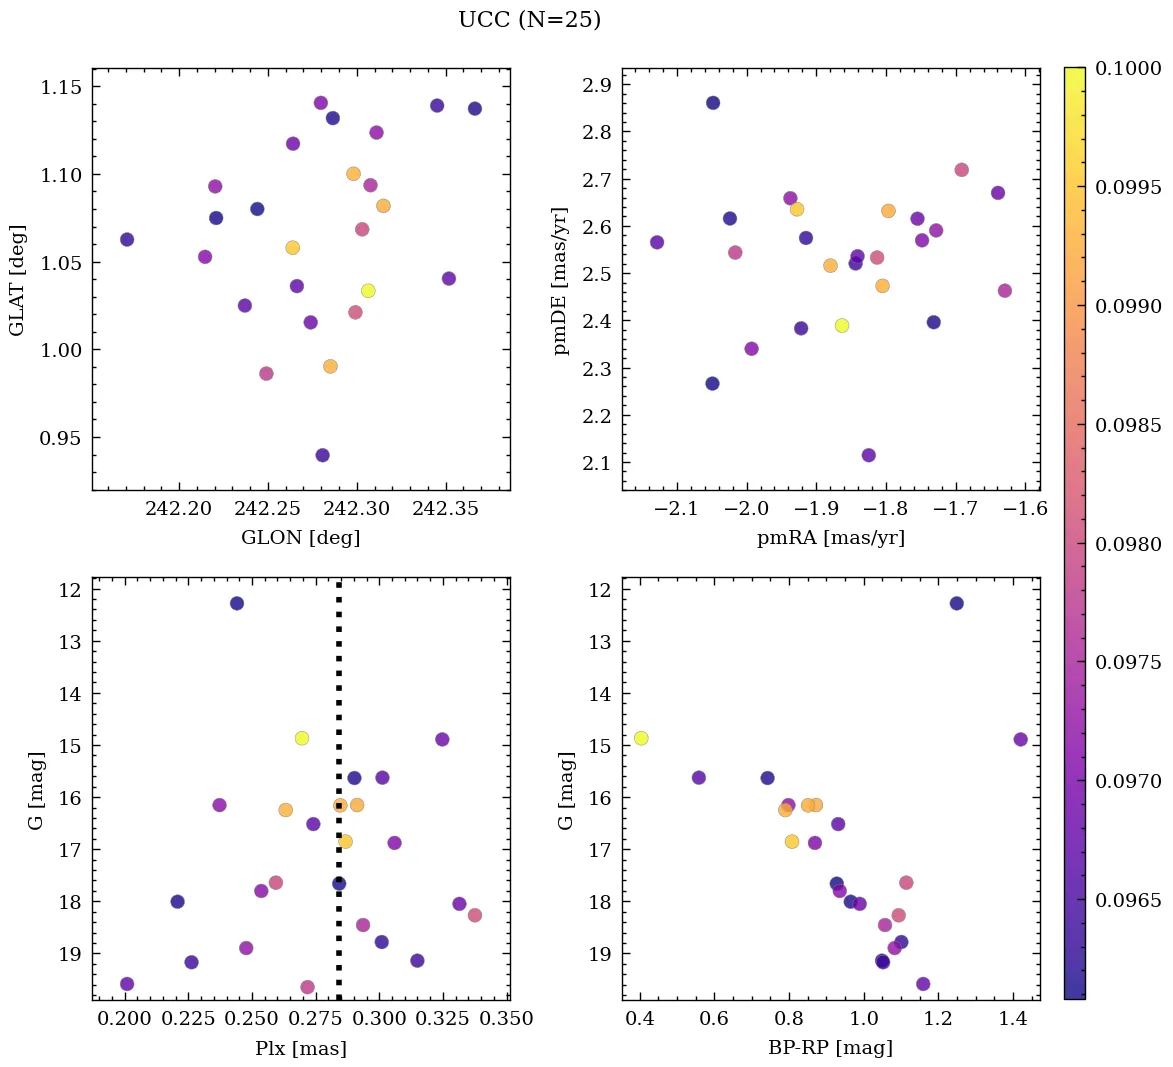 UCC (N=25)
1.15
1.10
1.05
1.00
0.95
GLAT [deg]
242.20 242.25 242.30 242.35
GLON [deg]
2.9
2.8
2.7
2.6
2.5
2.4
2.3
2.2
2.1
pmDE [mas/yr]
−2.1 −2.0 −1.9 −1.8 −1.7 −1.6
pmRA [mas/yr]
12
13
14
15
16
17
18
19
G [mag]
0.200 0.225 0.250 0.275 0.300 0.325 0.350
Plx [mas]
12
13
14
15
16
17
18
19
G [mag]
0.4 0.6 0.8 1.0 1.2 1.4
BP-RP [mag]
0.1000
0.0995
0.0990
0.0985
0.0980
0.0975
0.0970
0.0965